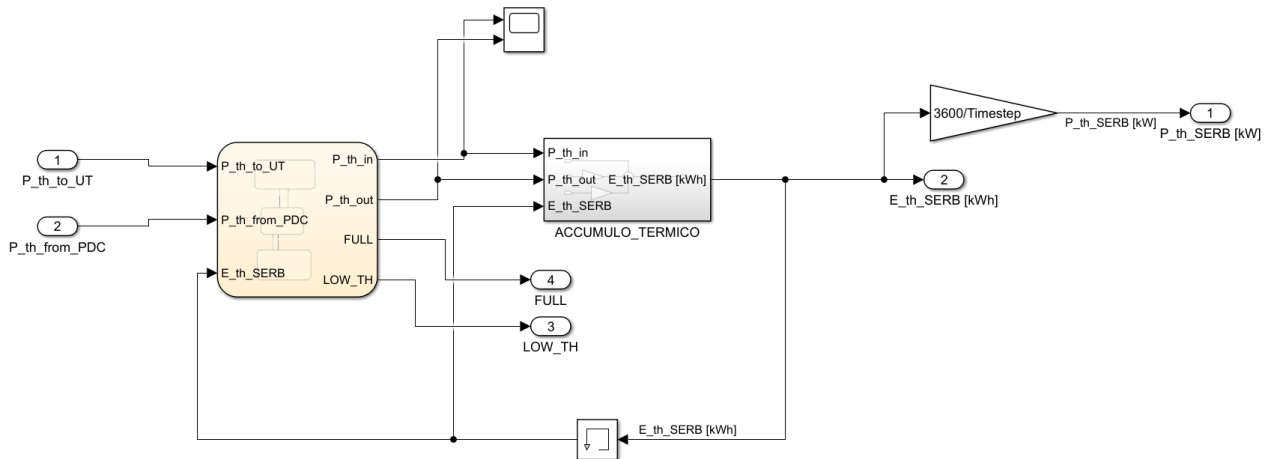 3600/Timestep
P_th_SERB [kW]
1
P_th_SERB [kW]
1
P_th_to_UT
P_th_to_UT
P_th_in
P_th_in
P_th_out
P_th_out
E_th_SERB [kWh]
2
E_th_SERB [kWh]
2
P_th_from_PDC
P_th_from_PDC
E_th_SERB
ACCUMULO_TERMICO
FULL
E_th_SERB
LOW_TH
4
FULL
3
LOW_TH
E_th_SERB [kWh]